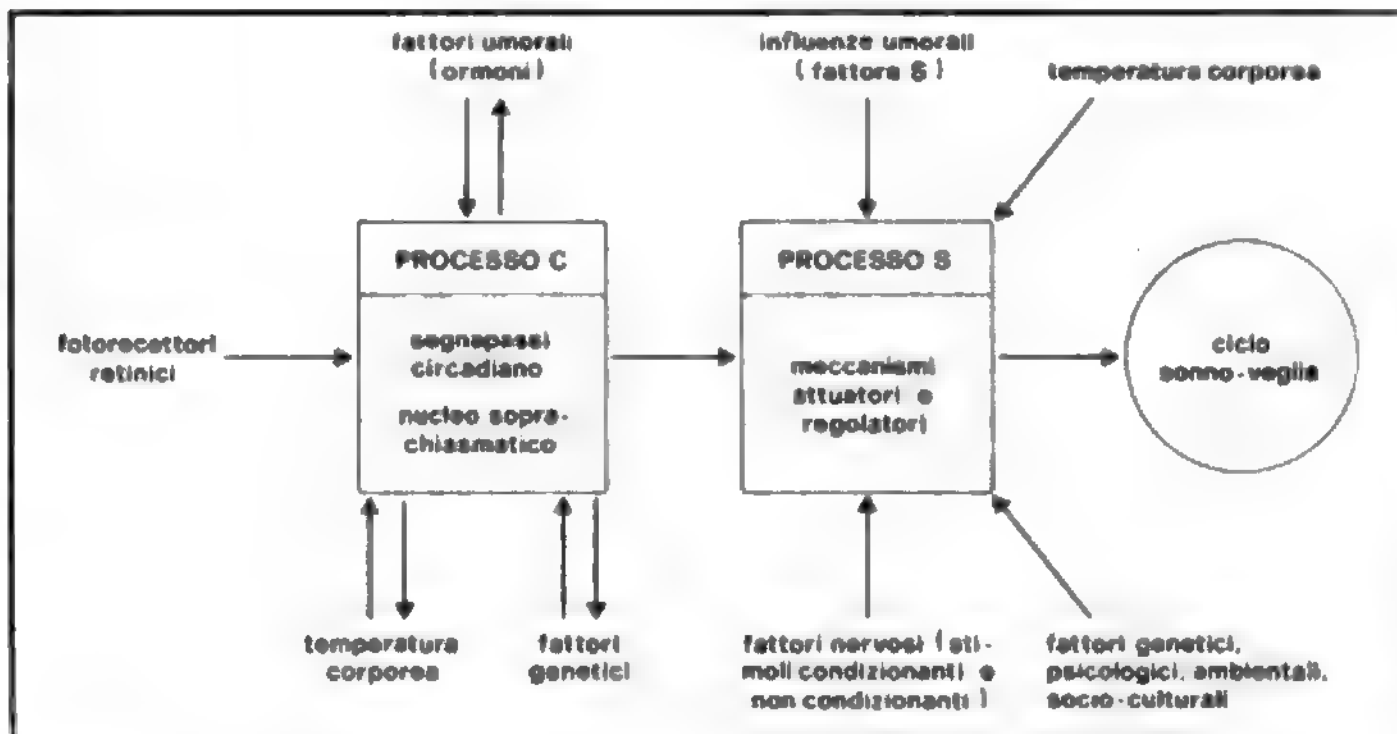 fattori umorali
(ormoni)
influenze umorali
(fattore S)
temperatura corporea
PROCESSO C
PROCESSO S
fotorecettori
retinici
segnapassi
circadiano
nucleo sopra-
chiasmatico
meccanismi
attuatori e
regolatori
ciclo
sonno-veglia
temperatura
corporea
fattori
genetici
fattori nervosi (sti-
moli condizionanti e
non condizionanti)
fattori genetici,
psicologici, ambientali,
socio-culturali